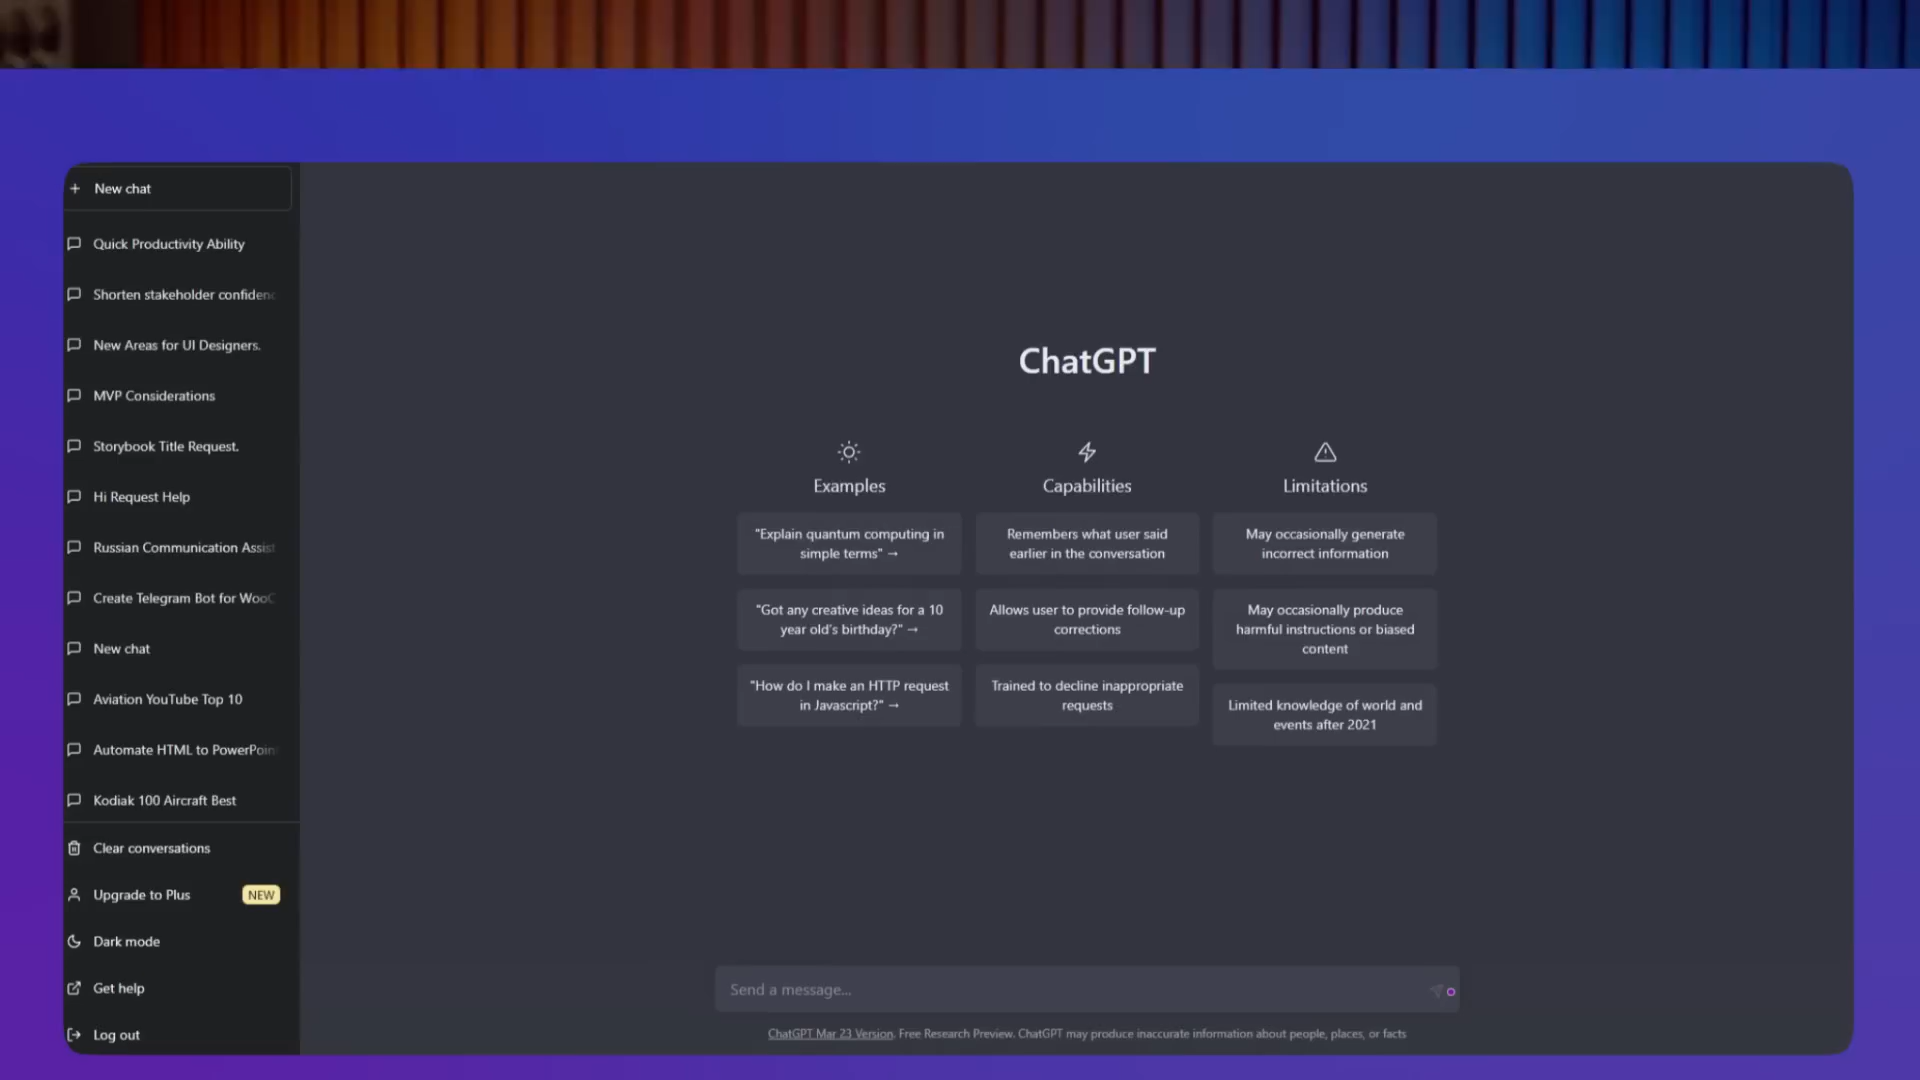 New chat
Quick Productivity Ability
Shorten stakeholder confidenc
New Areas for UI Designers.
MVP Considerations
Storybook Title Request.
Hi Request Help
Russian Communication Assist
Create Telegram Bot for WooC
New chat
Aviation YouTube Top 10
Automate HTML to PowerPoin
Kodiak 100 Aircraft Best
Clear conversations
Upgrade to Plus NEW
Dark mode
Get help
Log out
ChatGPT
Examples
"Explain quantum computing in
simple terms" →
"Got any creative ideas for a 10
year old's birthday?" →
"How do I make an HTTP request
in Javascript?" →
Capabilities
Remembers what user said
earlier in the conversation
Allows user to provide follow-up
corrections
Trained to decline inappropriate
requests
Limitations
May occasionally generate
incorrect information
May occasionally produce
harmful instructions or biased
content
Limited knowledge of world and
events after 2021
Send a message...
ChatGPT Mar 23 Version. Free Research Preview. ChatGPT may produce inaccurate information about people, places, or facts